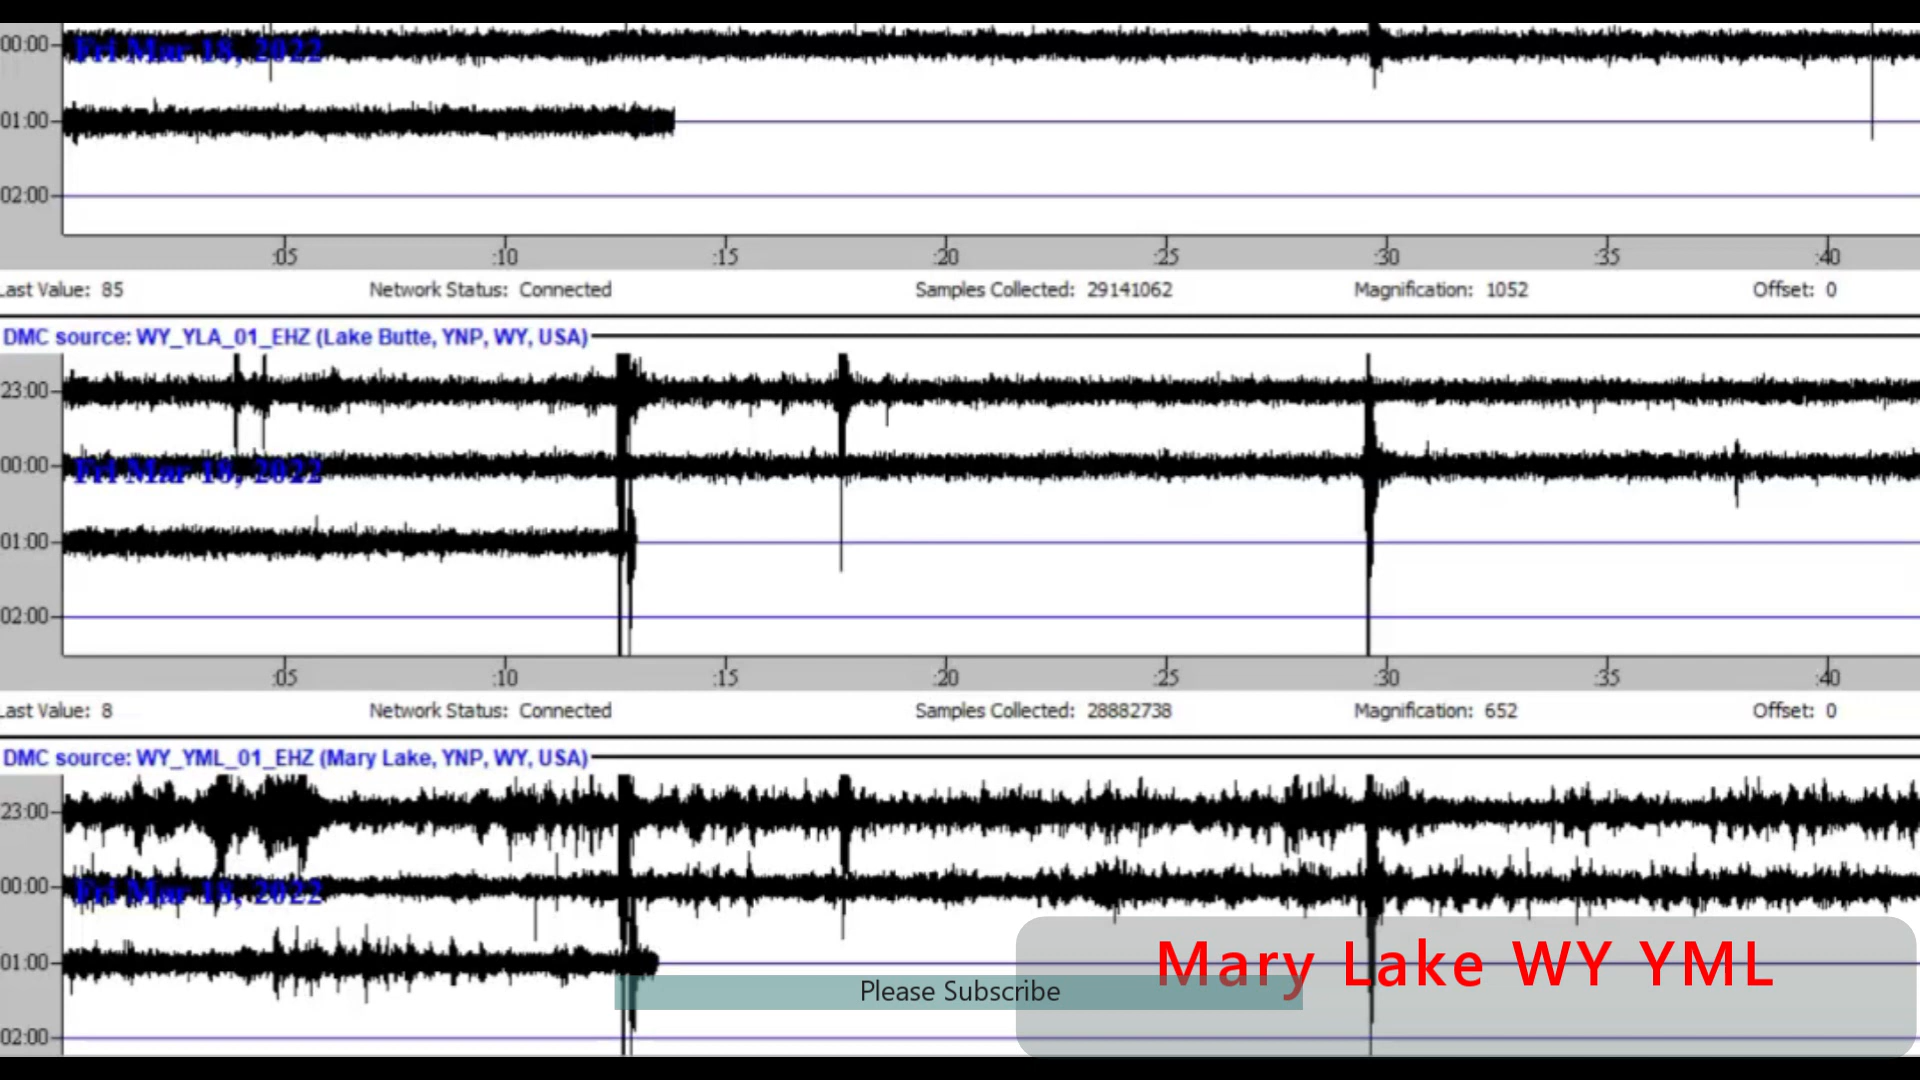 00:00
Fri Mar 18, 2022
01:00
02:00
:05 :10 :15 :20 :25 :30 :35 :40
Last Value: 85 Network Status: Connected Samples Collected: 29141062 Magnification: 1052 Offset: 0
DMC source: WY_YLA_01_EHZ (Lake Butte, YNP, WY, USA)
23:00
00:00
Fri Mar 18, 2022
01:00
02:00
:05 :10 :15 :20 :25 :30 :35 :40
Last Value: 8 Network Status: Connected Samples Collected: 28882738 Magnification: 652 Offset: 0
DMC source: WY_YML_01_EHZ (Mary Lake, YNP, WY, USA)
23:00
00:00
Fri Mar 18, 2022
01:00
Mary Lake WY YML
Please Subscribe
02:00